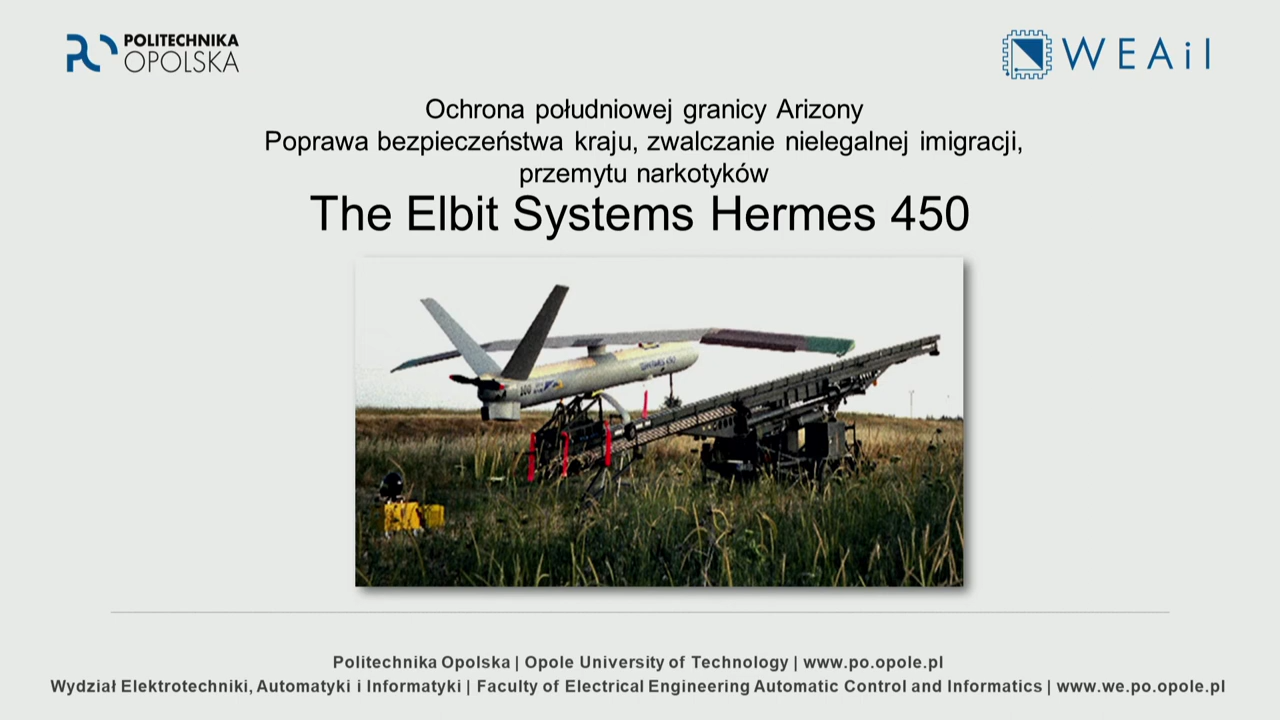 POLITECHNIKA
OPOLSKA
WEAiI
Ochrona południowej granicy Arizony
Poprawa bezpieczeństwa kraju, zwalczanie nielegalnej imigracji,
przemytu narkotyków
The Elbit Systems Hermes 450
Politechnika Opolska | Opole University of Technology | www.po.opole.pl
Wydział Elektrotechniki, Automatyki i Informatyki | Faculty of Electrical Engineering Automatic Control and Informatics | www.we.po.opole.pl